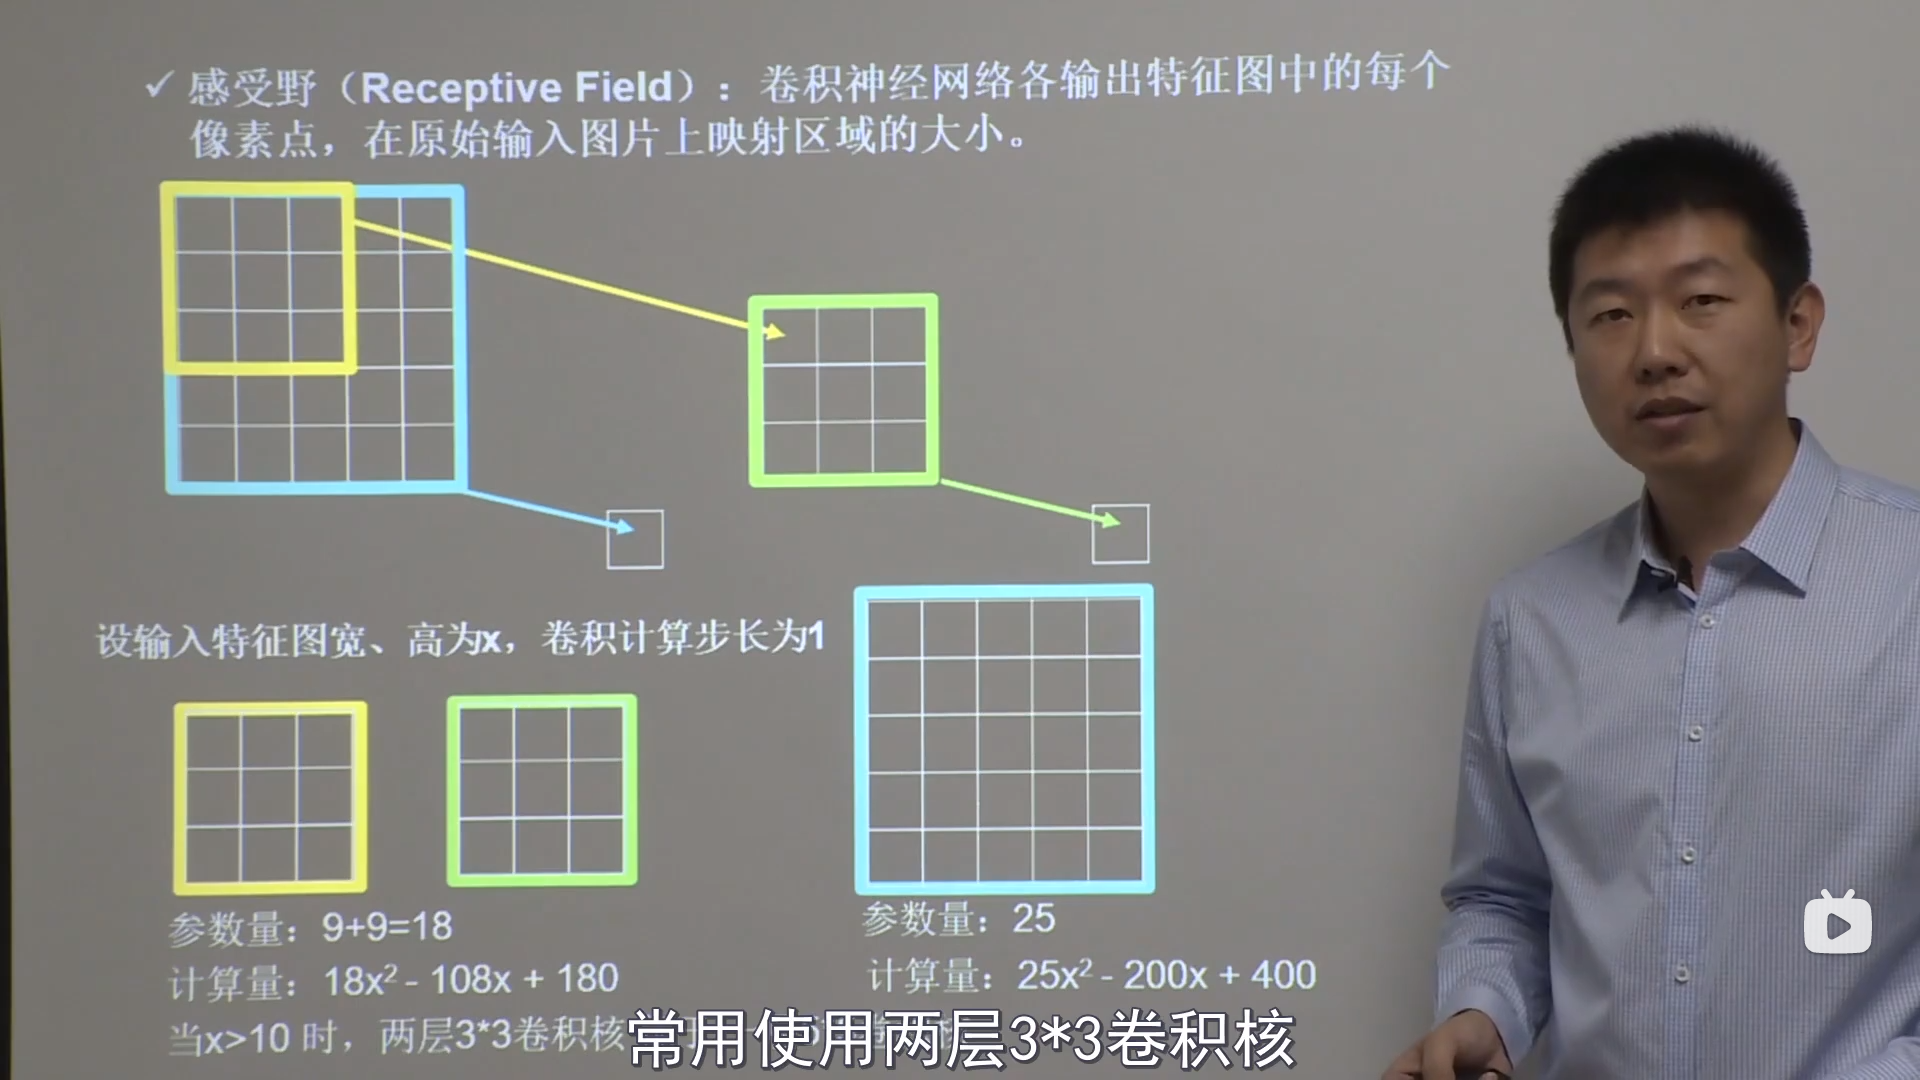 ✓ 感受野（Receptive Field）：卷积神经网络各输出特征图中的每个
像素点，在原始输入图片上映射区域的大小。
设输入特征图宽、高为x，卷积计算步长为1
参数量：9+9=18
计算量：18x² - 108x + 180
参数量：25
计算量：25x² - 200x + 400
当x>10 时，两层3*3卷积核
常用使用两层3*3卷积核